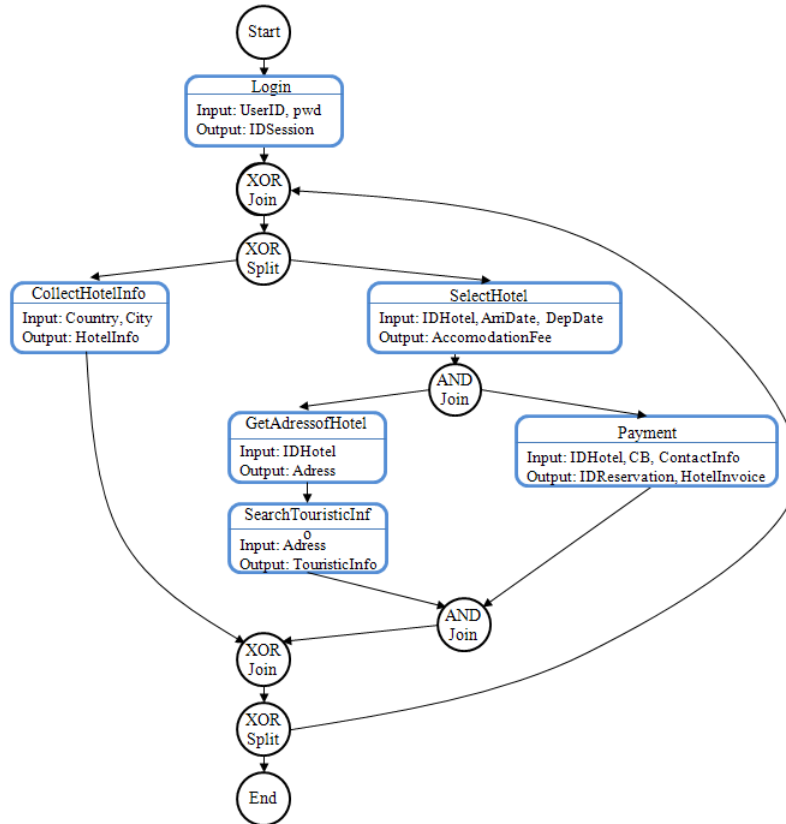 Start
Login
Input: UserID, pwd
Output: IDSession
XOR
Join
XOR
Split
CollectHotelInfo
Input: Country, City
Output: HotelInfo
SelectHotel
Input: IDHotel, ArriDate, DepDate
Output: AccomodationFee
AND
Join
GetAdressofHotel
Input: IDHotel
Output: Adress
Payment
Input: IDHotel, CB, ContactInfo
Output: IDReservation, HotelInvoice
SearchTouristicInf
o
Input: Adress
Output: TouristicInfo
AND
Join
XOR
Join
XOR
Split
End